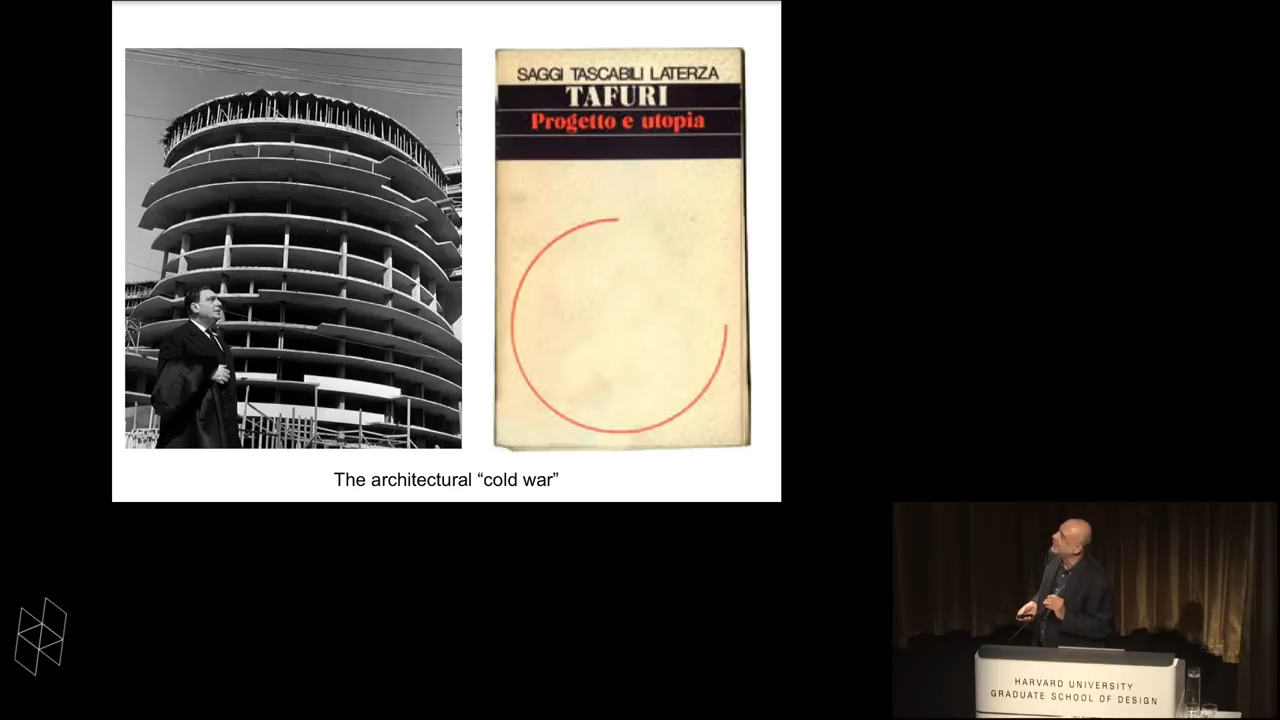 SAGGI TASCABILI LATERZA
TAFURI
Progetto e utopia
The architectural “cold war”
HARVARD UNIVERSITY
GRADUATE SCHOOL OF DESIGN